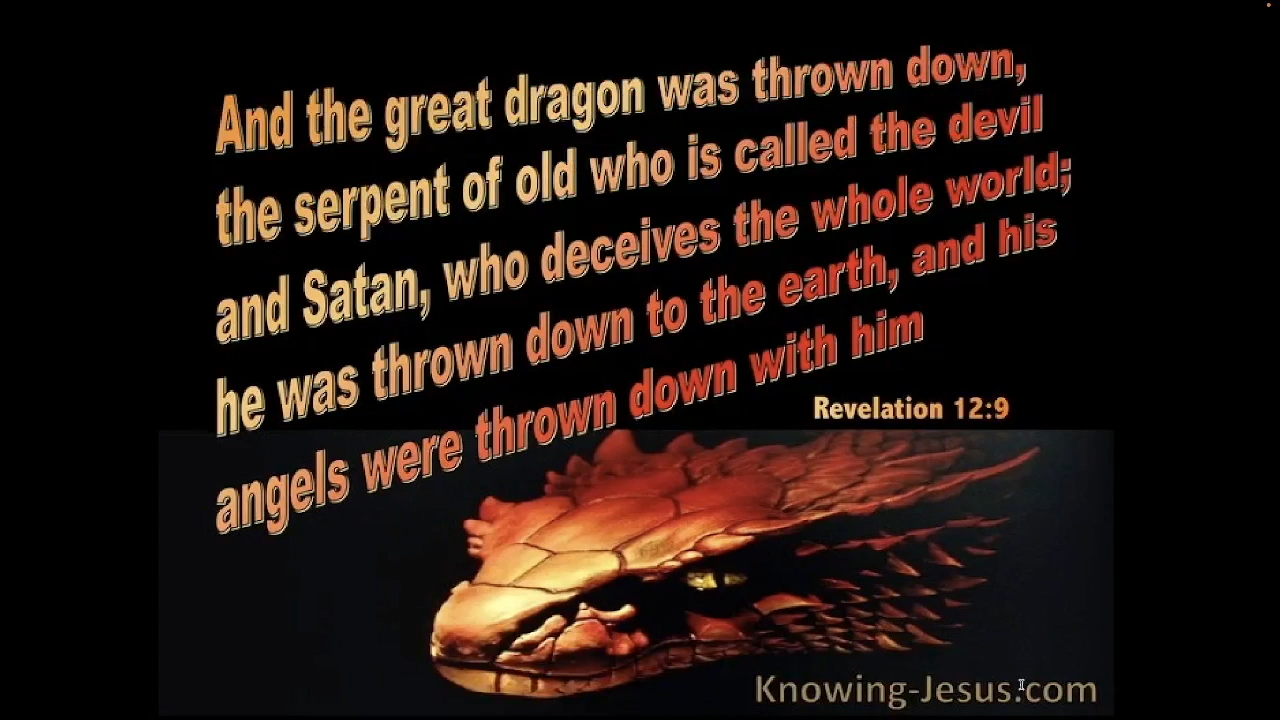 And the great dragon was thrown down,
the serpent of old who is called the devil
and Satan, who deceives the whole world;
he was thrown down to the earth, and his
angels were thrown down with him
Revelation 12:9
Knowing-Jesus.com